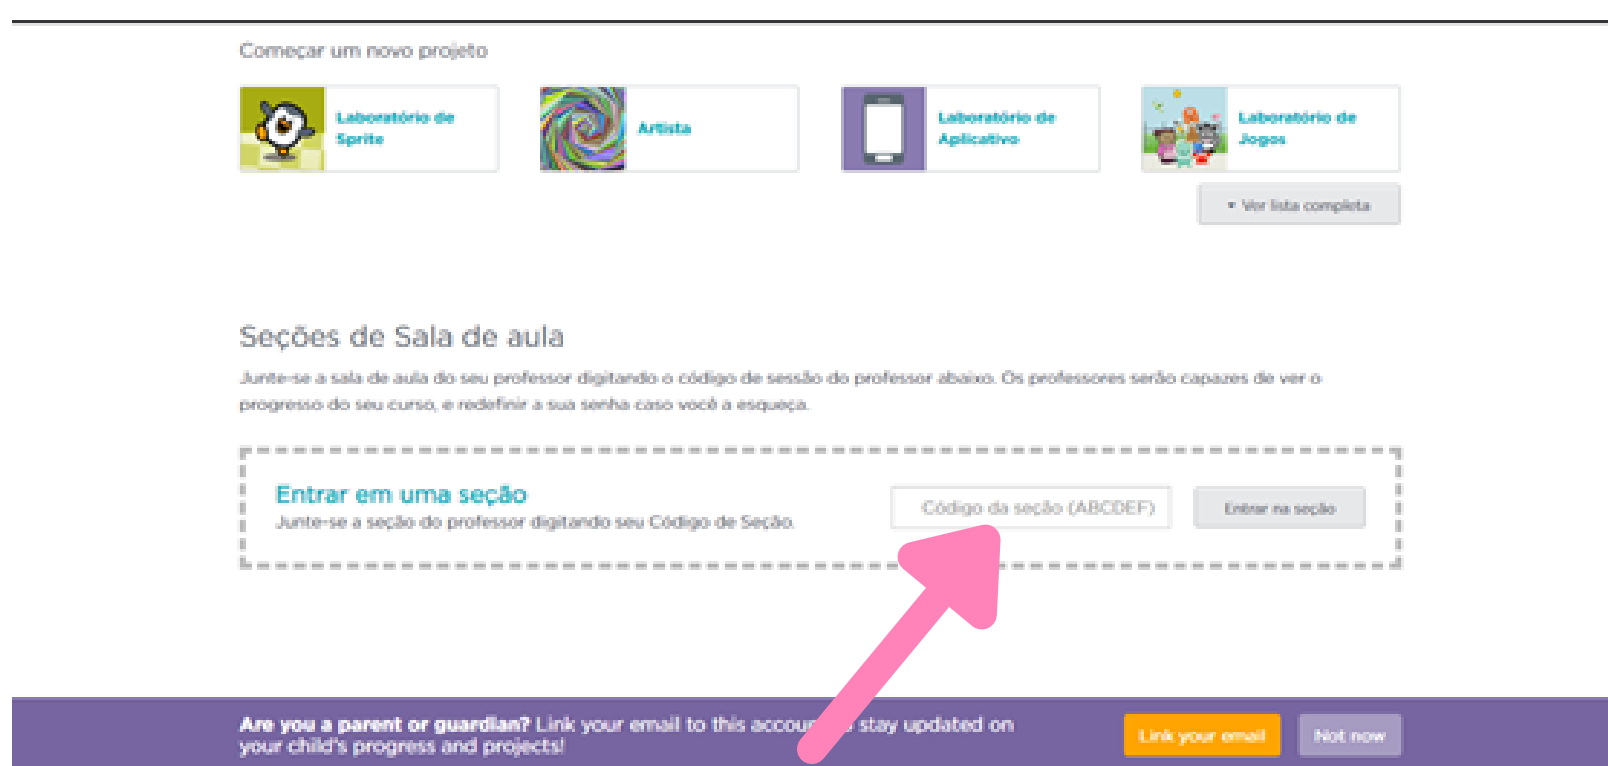 Começar um novo projeto
Laboratório de
Sprite
Artista
Laboratório de
Aplicativo
Laboratório de
Jogos
Ver lista completa
Seções de Sala de aula
Junte-se a sala de aula do seu professor digitando o código de sessão do professor abaixo. Os professores serão capazes de ver o
progresso do seu curso, e redefinir a sua senha caso você a esqueça.
Entrar em uma seção
Junte-se a seção do professor digitando seu Código de Seção.
Código da seção (ABCDEF)
Entrar na seção
Are you a parent or guardian? Link your email to this accou stay updated on
your child's progress and projects!
Link your email
Not now